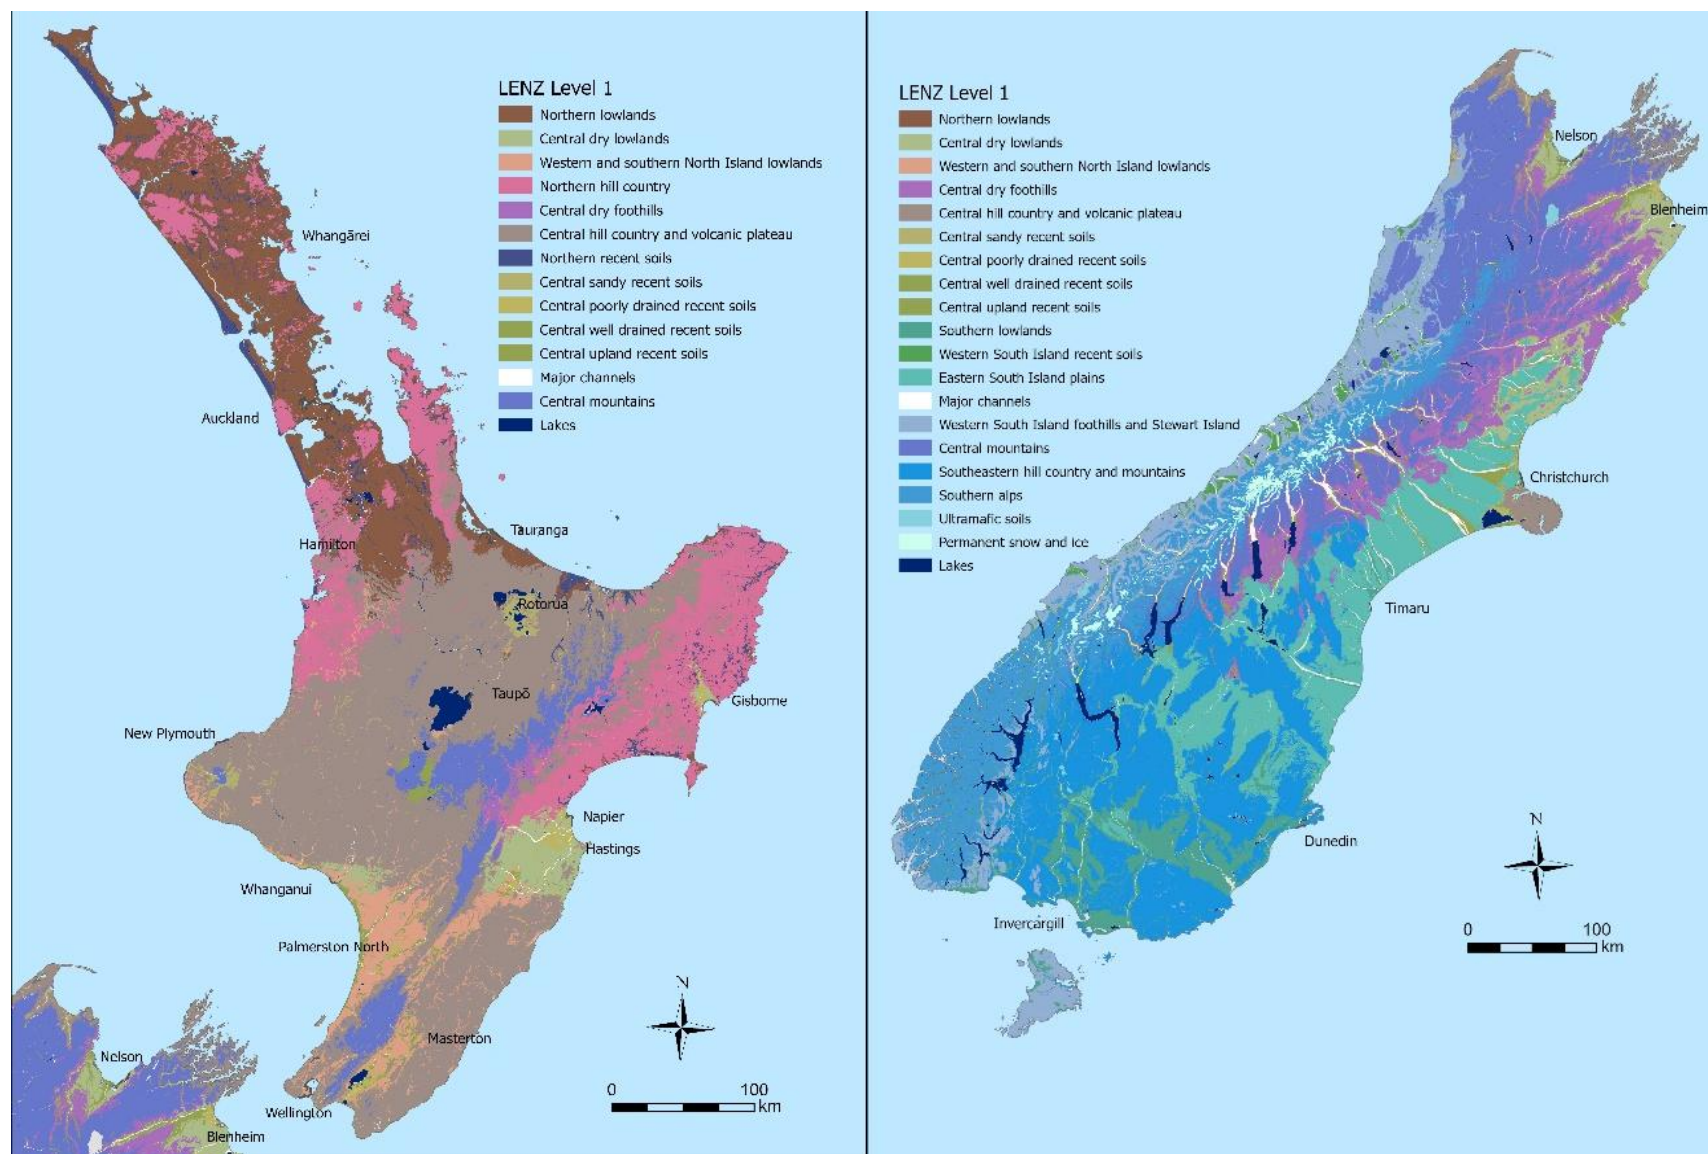 LENZ Level 1
Northern lowlands
Central dry lowlands
Western and southern North Island lowlands
Northern hill country
Central dry foothills
Central hill country and volcanic plateau
Northern recent soils
Central sandy recent soils
Central poorly drained recent soils
Central well drained recent soils
Central upland recent soils
Major channels
Central mountains
Lakes
Whangārei
Auckland
Tauranga
Hamilton
Rotorua
Taupō
Gisborne
New Plymouth
Napier
Hastings
Whanganui
Palmerston North
Masterton
Nelson
Wellington
Blenheim
N
0 100
km
LENZ Level 1
Northern lowlands
Central dry lowlands
Western and southern North Island lowlands
Central dry foothills
Central hill country and volcanic plateau
Central sandy recent soils
Central poorly drained recent soils
Central well drained recent soils
Central upland recent soils
Southern lowlands
Western South Island recent soils
Eastern South Island plains
Major channels
Western South Island foothills and Stewart Island
Central mountains
Southeastern hill country and mountains
Southern alps
Ultramafic soils
Permanent snow and ice
Lakes
Nelson
Blenheim
Christchurch
Timaru
Dunedin
Invercargill
N
0 100
km